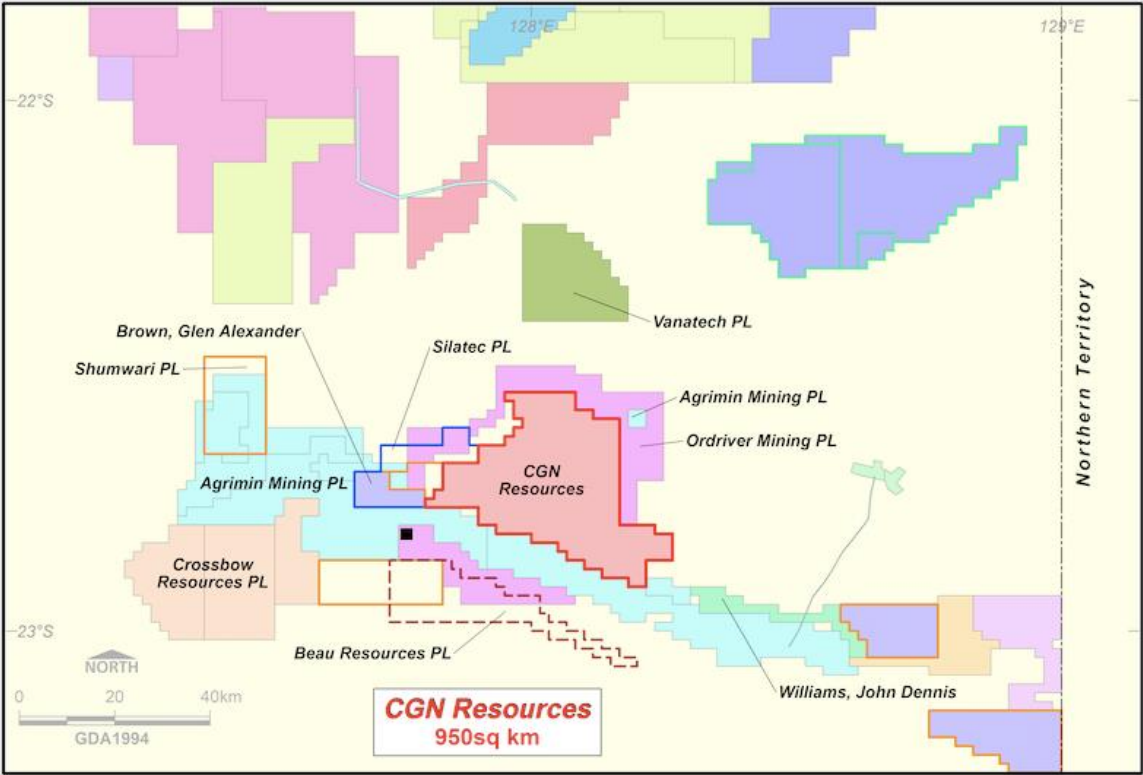 128°E
129°E
22°S
Northern Territory
Vanatech PL
Brown, Glen Alexander
Silatec PL
Shumwari PL
Agrimin Mining PL
Ordriver Mining PL
CGN
Resources
Agrimin Mining PL
Crossbow
Resources PL
23°S
Beau Resources PL
NORTH
Williams, John Dennis
0 20 40km
GDA1994
CGN Resources
950sq km